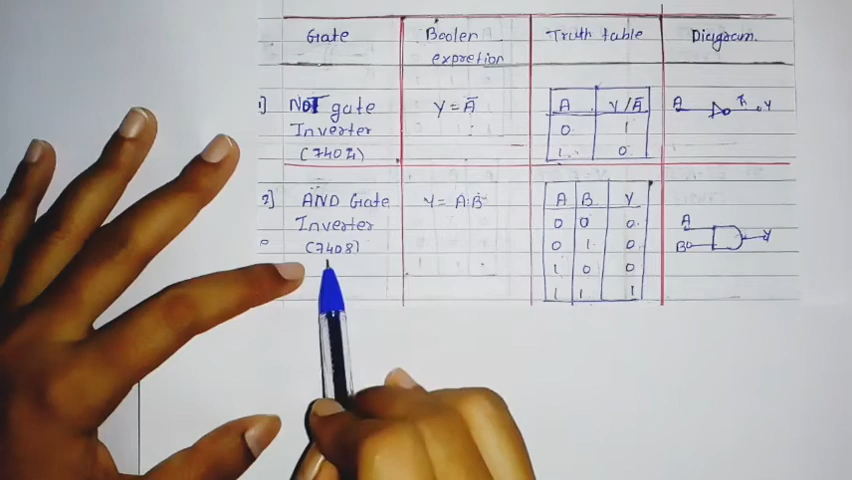 Gate Boolen expretion Truth table Diagram.
1] NOT gate Y = A̅ A Y/A̅ A Y
Inverter 0 1
(7404) 1 0
2] AND Gate Y = A.B A B Y
Inverter 0 0 0 A
(7408) 0 1 0 B Y
1 0 0
1 1 1